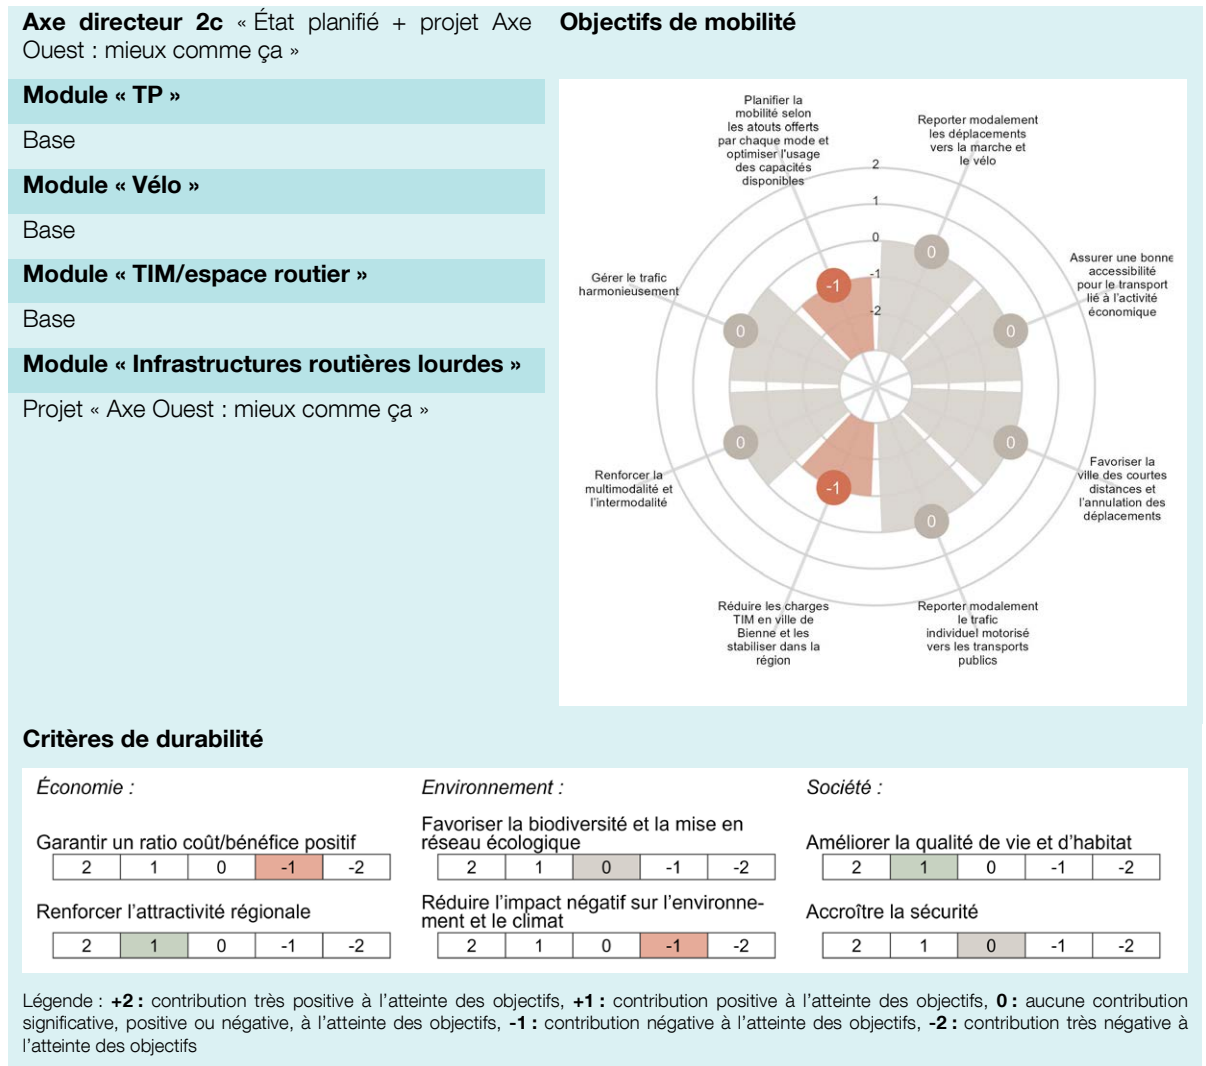 Axe directeur 2c « État planifié + projet Axe
Ouest : mieux comme ça »
Module « TP »
Base
Module « Vélo »
Base
Module « TIM/espace routier »
Base
Module « Infrastructures routières lourdes »
Projet « Axe Ouest : mieux comme ça »
Objectifs de mobilité
Planifier la
mobilité selon
les atouts offerts
par chaque mode et
optimiser l'usage
des capacités
disponibles
Reporter modalement
les déplacements
vers la marche et
le vélo
Assurer une bonne
accessibilité
pour le transport
lié à l'activité
économique
Favoriser la
ville des courtes
distances et
l'annulation des
déplacements
Reporter modalement
le trafic
individuel motorisé
vers les transports
publics
Réduire les charges
TIM en ville de
Bienne et les
stabiliser dans la
région
Renforcer la
multimodalité et
l'intermodalité
Gérer le trafic
harmonieusement
2
1
0
-1
-2
-1
0
0
0
0
-1
0
0
Critères de durabilité
Économie :
Garantir un ratio coût/bénéfice positif
2 1 0 -1 -2
Renforcer l'attractivité régionale
2 1 0 -1 -2
Environnement :
Favoriser la biodiversité et la mise en
réseau écologique
2 1 0 -1 -2
Réduire l'impact négatif sur l'environne-
ment et le climat
2 1 0 -1 -2
Société :
Améliorer la qualité de vie et d'habitat
2 1 0 -1 -2
Accroître la sécurité
2 1 0 -1 -2
Légende : +2 : contribution très positive à l'atteinte des objectifs, +1 : contribution positive à l'atteinte des objectifs, 0 : aucune contribution
significative, positive ou négative, à l'atteinte des objectifs, -1 : contribution négative à l'atteinte des objectifs, -2 : contribution très négative à
l'atteinte des objectifs